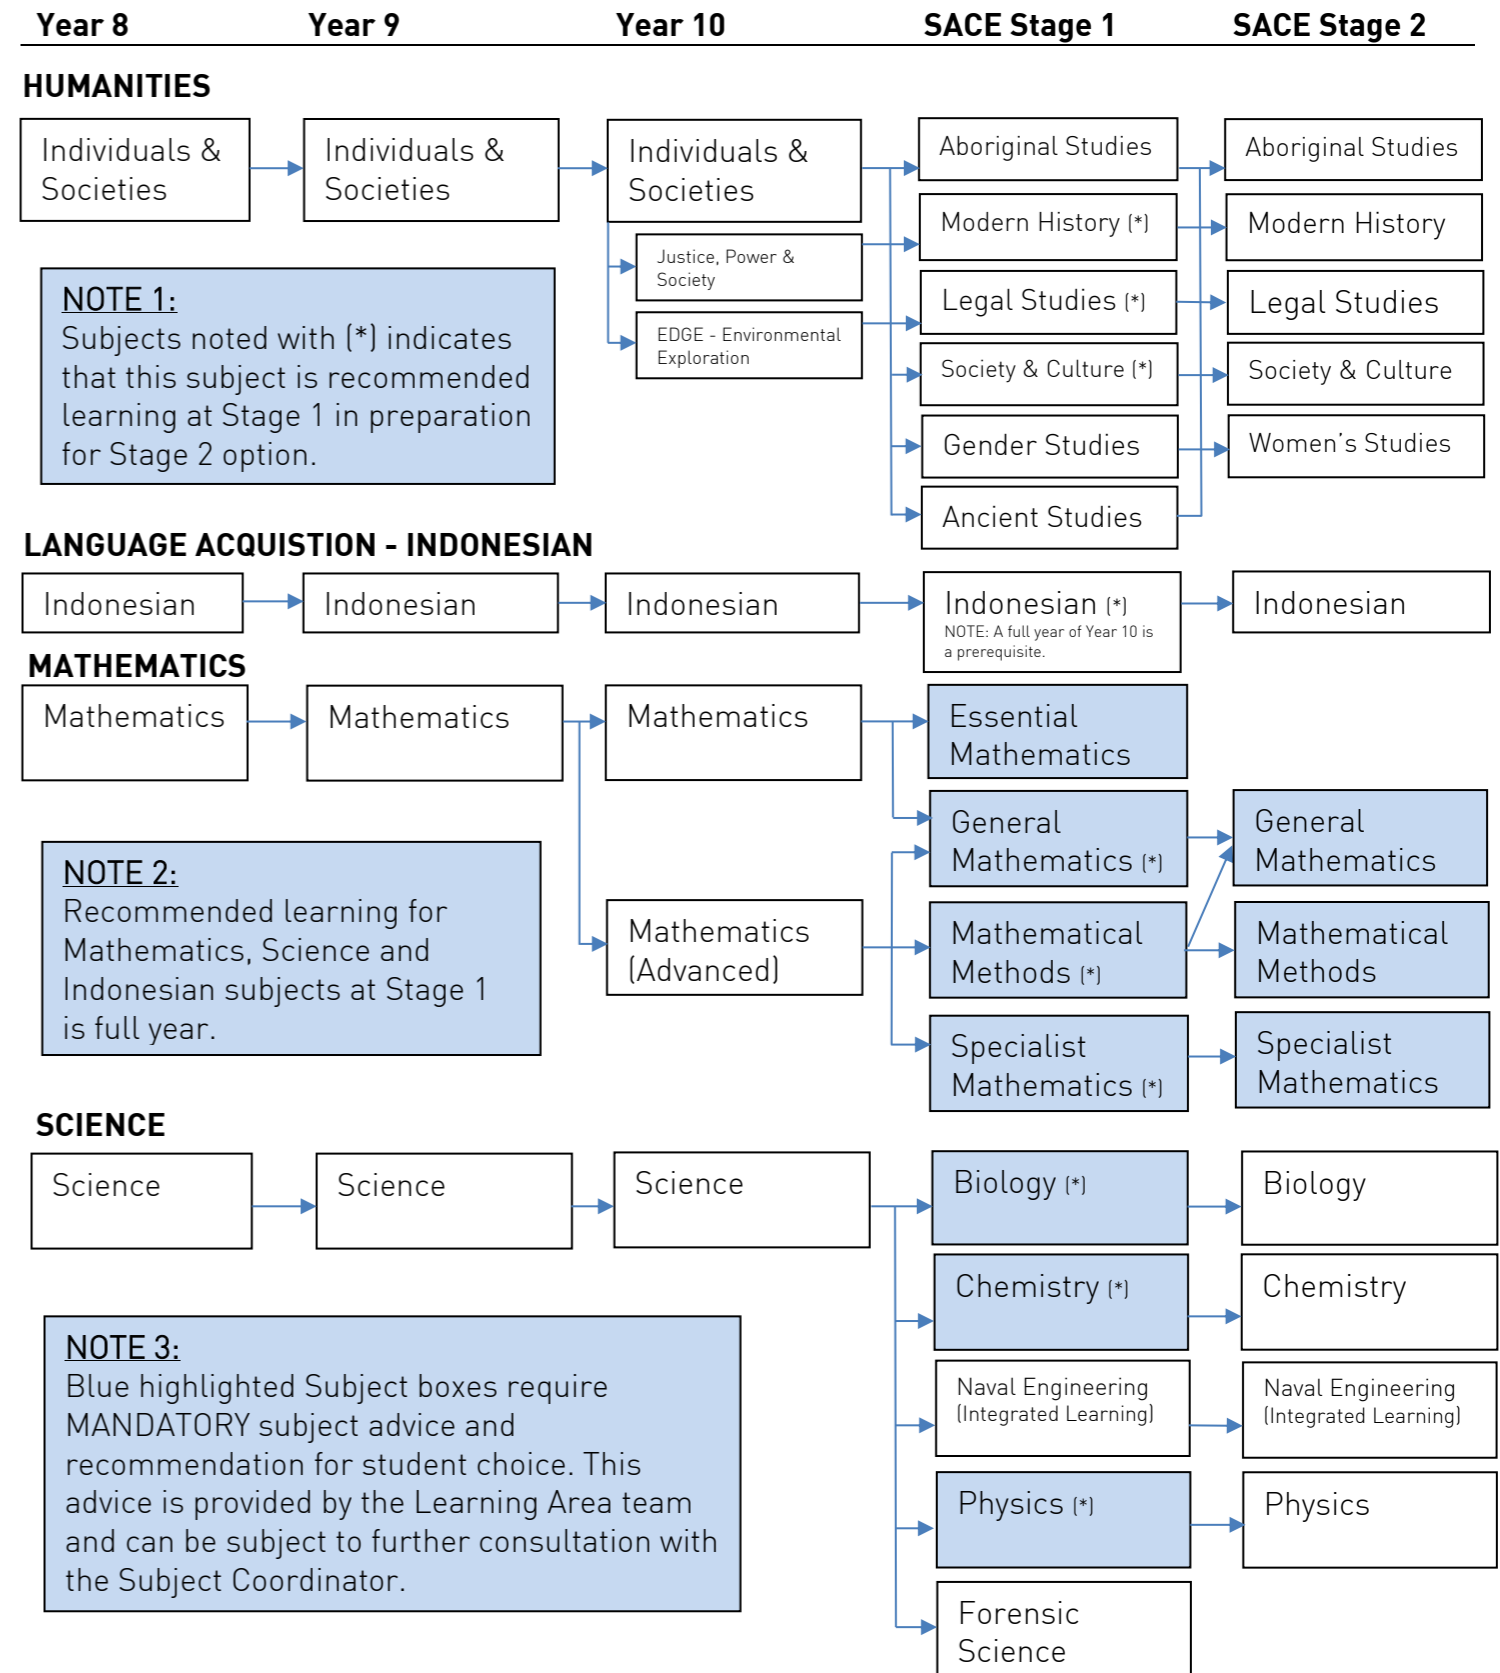 Year 8 Year 9 Year 10 SACE Stage 1 SACE Stage 2
HUMANITIES
Individuals &
Societies
Individuals &
Societies
Individuals &
Societies
Justice, Power &
Society
EDGE - Environmental
Exploration
Aboriginal Studies
Modern History (*)
Legal Studies (*)
Society & Culture (*)
Gender Studies
Ancient Studies
Aboriginal Studies
Modern History
Legal Studies
Society & Culture
Women's Studies
NOTE 1:
Subjects noted with (*) indicates
that this subject is recommended
learning at Stage 1 in preparation
for Stage 2 option.
LANGUAGE ACQUISTION - INDONESIAN
Indonesian
Indonesian
Indonesian
Indonesian (*)
NOTE: A full year of Year 10 is
a prerequisite.
Indonesian
MATHEMATICS
Mathematics
Mathematics
Mathematics
Mathematics
(Advanced)
Essential
Mathematics
General
Mathematics (*)
Mathematical
Methods (*)
Specialist
Mathematics (*)
General
Mathematics
Mathematical
Methods
Specialist
Mathematics
NOTE 2:
Recommended learning for
Mathematics, Science and
Indonesian subjects at Stage 1
is full year.
SCIENCE
Science
Science
Science
Biology (*)
Chemistry (*)
Naval Engineering
(Integrated Learning)
Physics (*)
Forensic
Science
Biology
Chemistry
Naval Engineering
(Integrated Learning)
Physics
NOTE 3:
Blue highlighted Subject boxes require
MANDATORY subject advice and
recommendation for student choice. This
advice is provided by the Learning Area team
and can be subject to further consultation with
the Subject Coordinator.